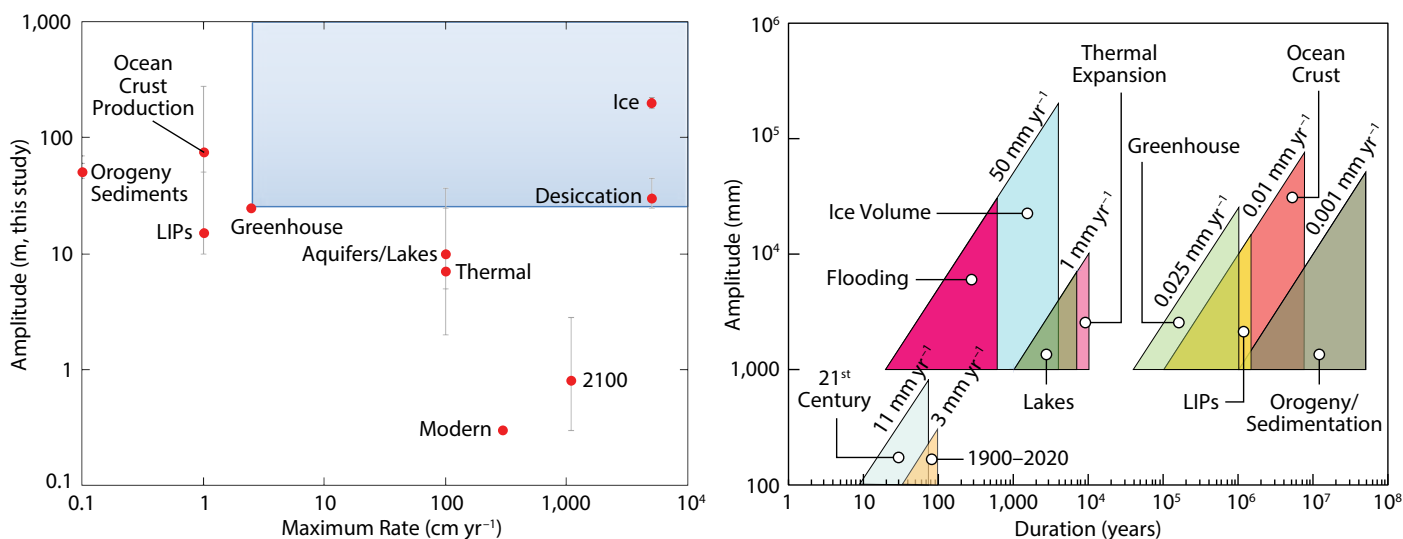 1,000
100
10
1
0.1
Amplitude (m, this study)
Ocean
Crust
Production
Orogeny
Sediments
LIPs
Greenhouse
Ice
Desiccation
Aquifers/Lakes
Thermal
2100
Modern
0.1
1
10
100
1,000
10⁴
Maximum Rate (cm yr⁻¹)
10⁶
10⁵
10⁴
1,000
100
Amplitude (mm)
Thermal
Expansion
Ocean
Crust
Greenhouse
50 mm yr⁻¹
Ice Volume
Flooding
1 mm yr⁻¹
0.025 mm yr⁻¹
0.01 mm yr⁻¹
0.001 mm yr⁻¹
21st
Century
11 mm yr⁻¹
3 mm yr⁻¹
Lakes
LIPs
Orogeny/
Sedimentation
1900–2020
1
10
100
1,000
10⁴
10⁵
10⁶
10⁷
10⁸
Duration (years)